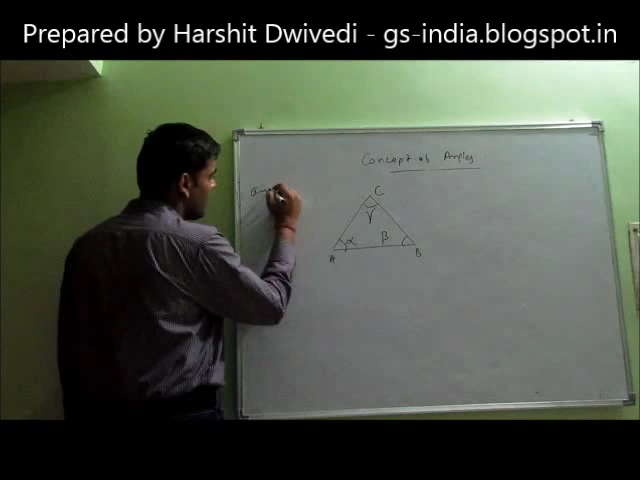 Prepared by Harshit Dwivedi - gs-india.blogspot.in
Concept of Angles
C
γ
α β
A B